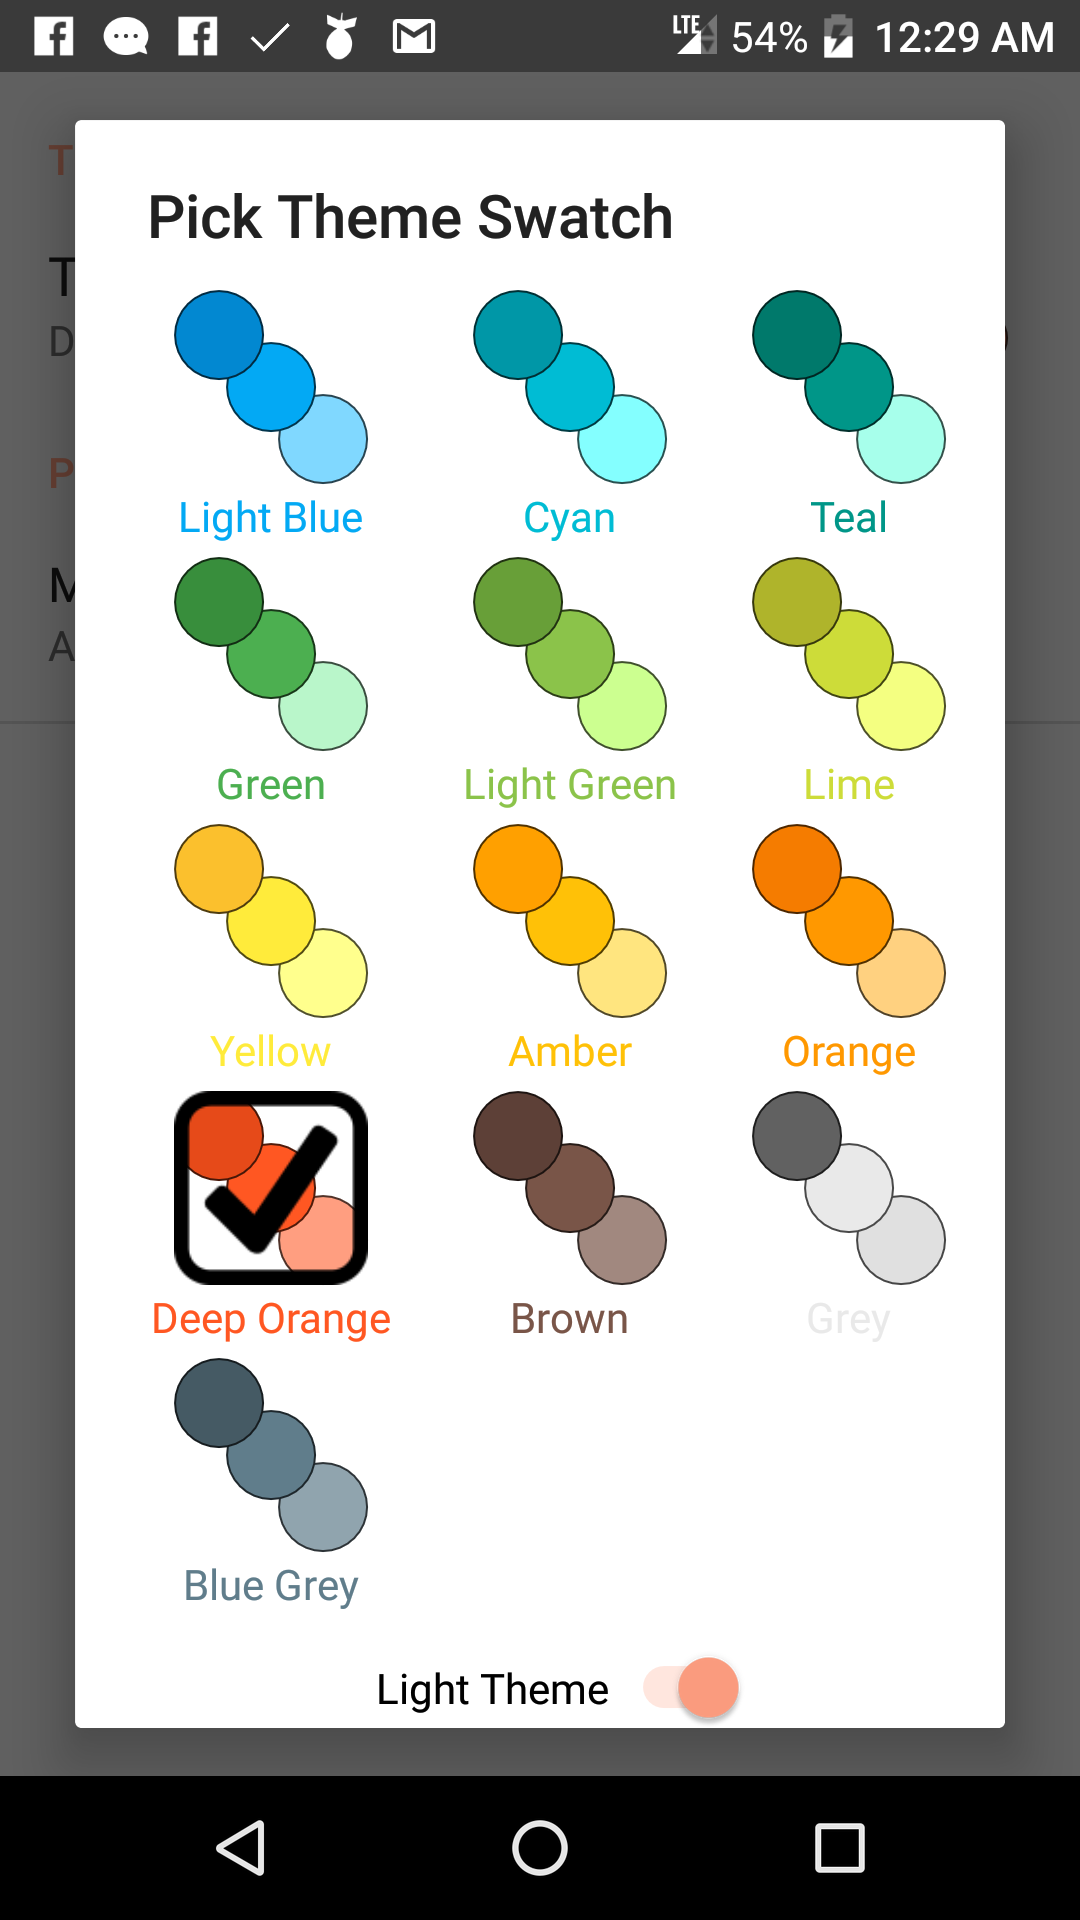 LTE 54% 12:29 AM
T
Pick Theme Swatch
T
D
Light Blue Cyan Teal
P
M
A
Green Light Green Lime
Yellow Amber Orange
Deep Orange Brown Grey
Blue Grey
Light Theme